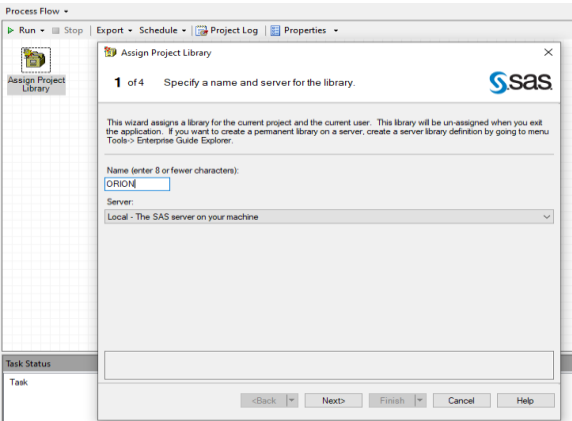 Process Flow
Run Stop Export Schedule Project Log Properties
Assign Project
Library
Assign Project Library
1 of 4 Specify a name and server for the library.
sas
This wizard assigns a library for the current project and the current user. This library will be un-assigned when you exit
the application. If you want to create a permanent library on a server, create a server library definition by going to menu
Tools-> Enterprise Guide Explorer.
Name (enter 8 or fewer characters):
ORION
Server:
Local - The SAS server on your machine
Task Status
Task
<Back Next> Finish Cancel Help